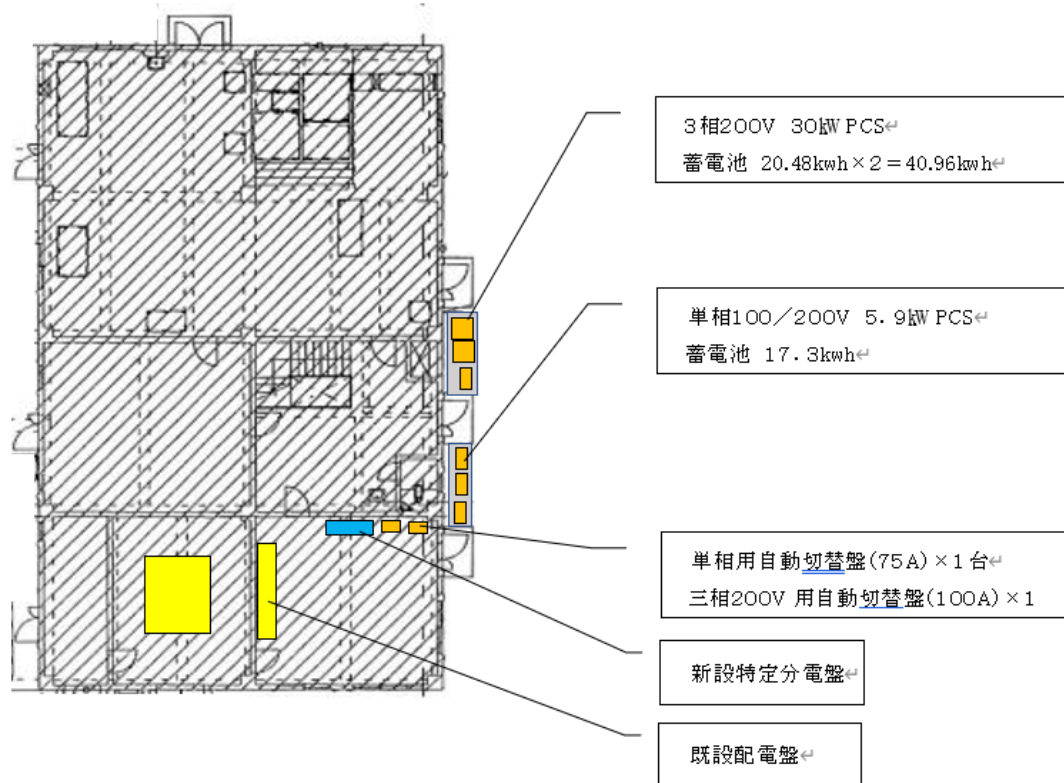 3相200V 30㎾ PCS↵
蓄電池 20.48kwh×2＝40.96kwh↵
単相100／200V 5.9㎾ PCS↵
蓄電池 17.3kwh↵
単相用自動切替盤(75A)×1台
三相200V 用自動切替盤(100A)×1
新設特定分電盤↵
既設配電盤↵